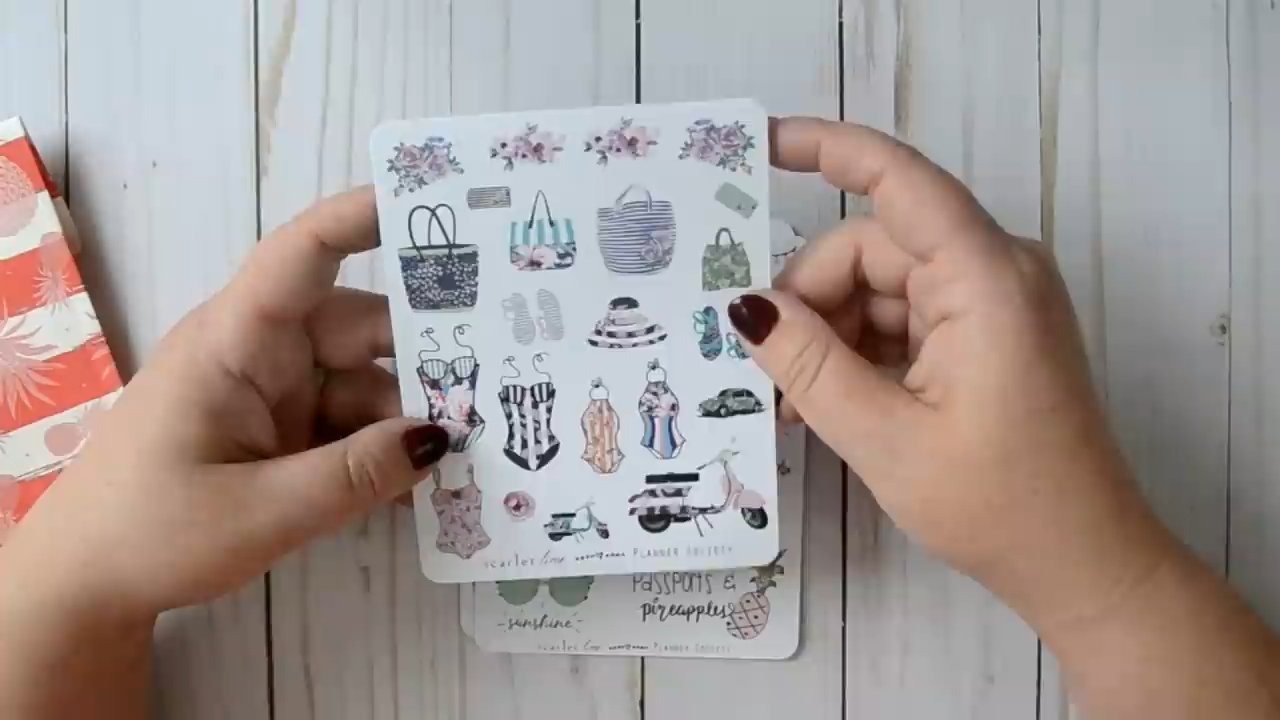 scarlet lime PLANNER SOCIETY
PASSPORTS &
pineapples
-sunshine-
scarlet lime PLANNER SOCIETY